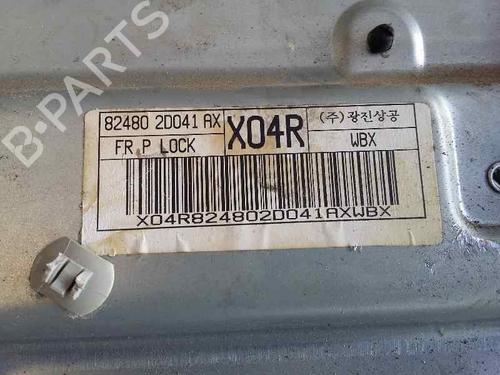 B-PARTS
82480 2D041 AX X04R (주)광진상공
FR P LOCK WBX
X04R824802D041AXWBX